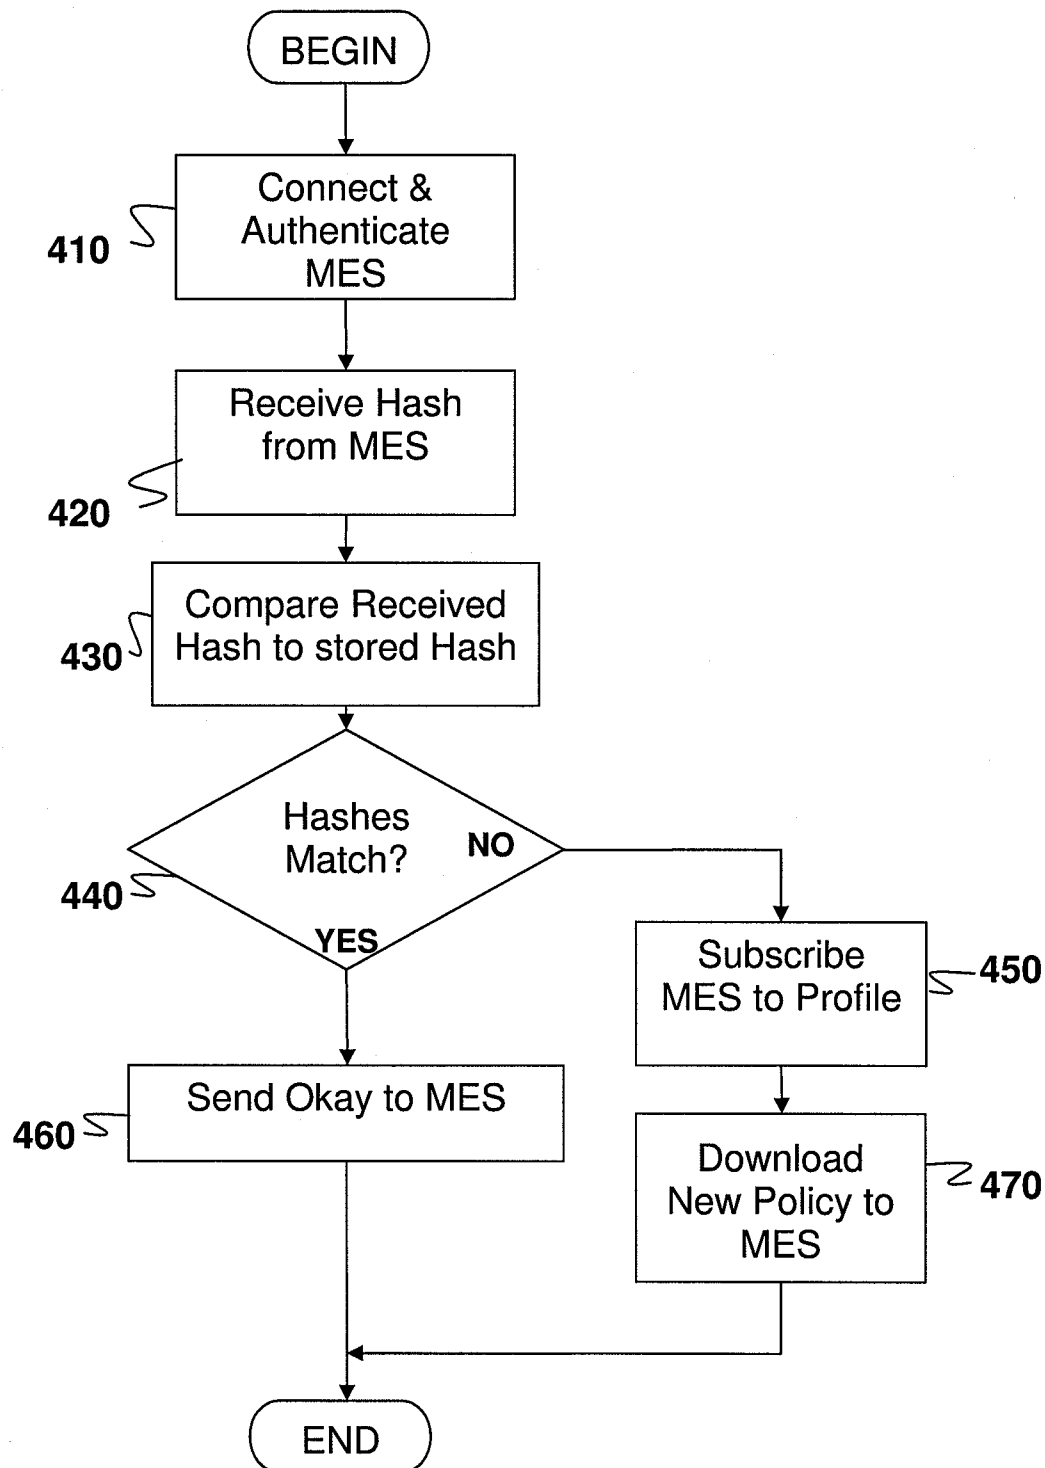 BEGIN
Connect &
Authenticate
MES
410
Receive Hash
from MES
420
Compare Received
Hash to stored Hash
430
Hashes
Match?
NO
440
YES
Subscribe
MES to Profile
450
Send Okay to MES
460
Download
New Policy to
MES
470
END